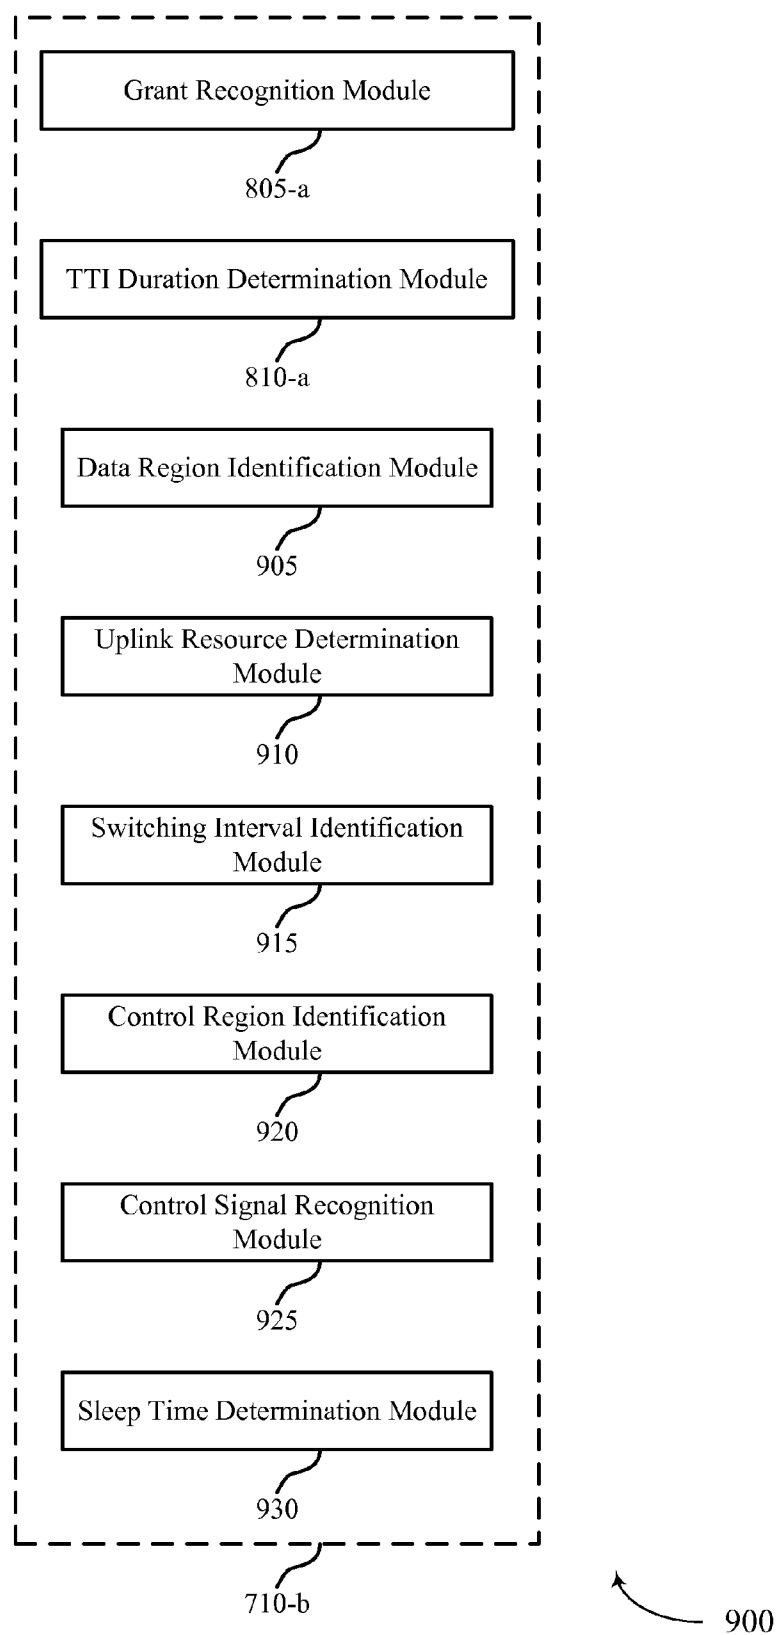 Grant Recognition Module
805-a
TTI Duration Determination Module
810-a
Data Region Identification Module
905
Uplink Resource Determination
Module
910
Switching Interval Identification
Module
915
Control Region Identification
Module
920
Control Signal Recognition
Module
925
Sleep Time Determination Module
930
710-b
900